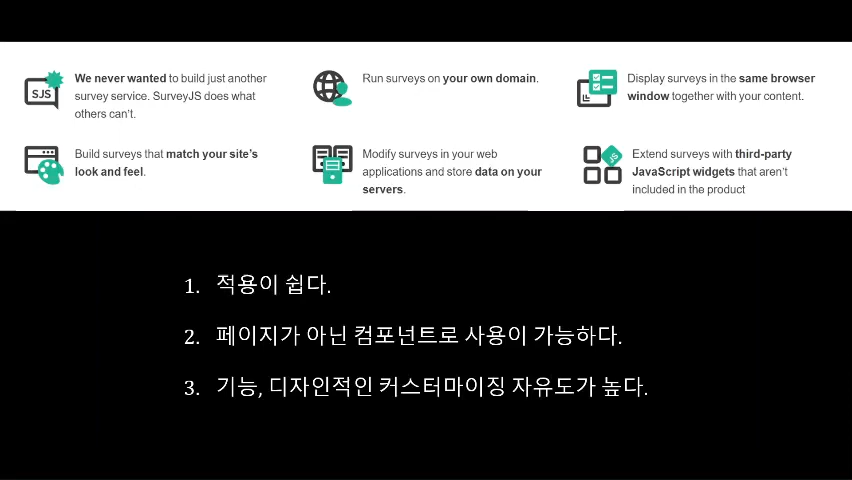 SJS
We never wanted to build just another
survey service. SurveyJS does what
others can't.
Run surveys on your own domain.
Display surveys in the same browser
window together with your content.
Build surveys that match your site's
look and feel.
Modify surveys in your web
applications and store data on your
servers.
JS
Extend surveys with third-party
JavaScript widgets that aren't
included in the product
1. 적용이 쉽다.
2. 페이지가 아닌 컴포넌트로 사용이 가능하다.
3. 기능, 디자인적인 커스터마이징 자유도가 높다.